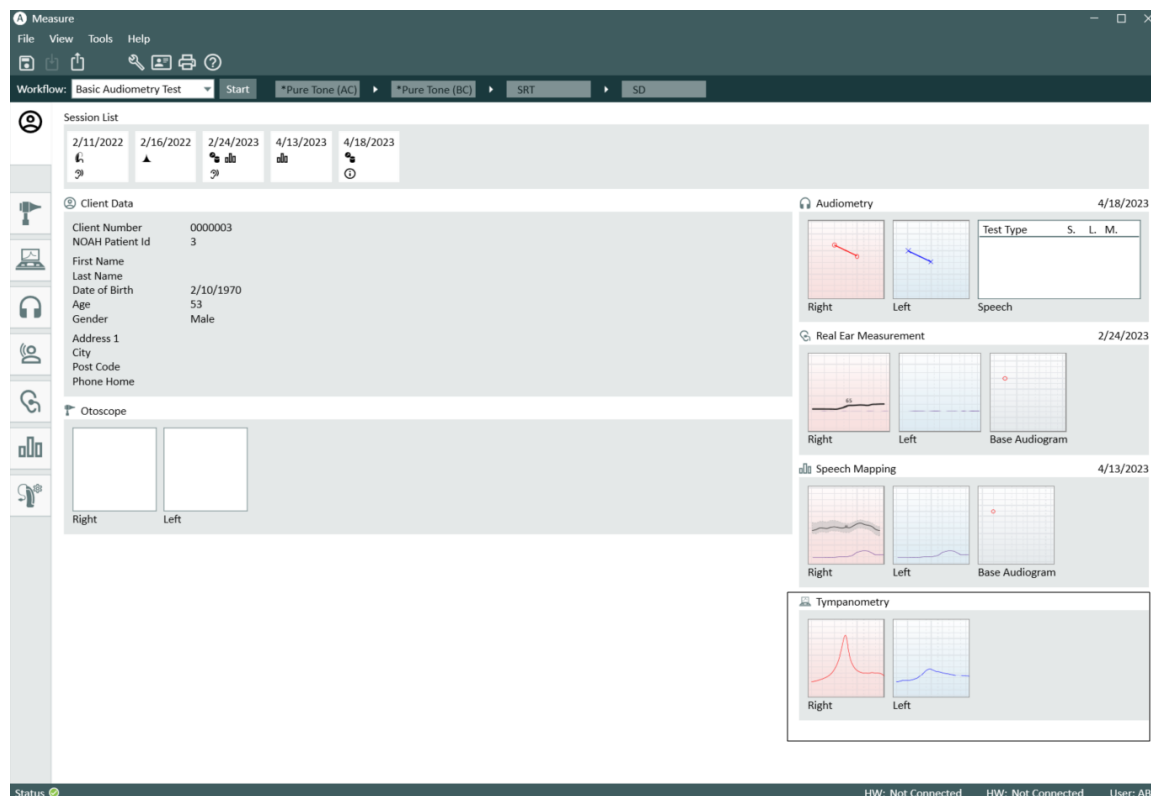 A Measure
File View Tools Help
Workflow: Basic Audiometry Test Start *Pure Tone (AC) *Pure Tone (BC) SRT SD
Session List
2/11/2022 2/16/2022 2/24/2023 4/13/2023 4/18/2023
Client Data
Client Number 0000003
NOAH Patient Id 3
First Name
Last Name
Date of Birth 2/10/1970
Age 53
Gender Male
Address 1
City
Post Code
Phone Home
Otoscope
Right Left
Audiometry 4/18/2023
Test Type S. L. M.
Right Left Speech
Real Ear Measurement 2/24/2023
65
Right Left Base Audiogram
Speech Mapping 4/13/2023
Right Left Base Audiogram
Tympanometry
Right Left
Status HW: Not Connected HW: Not Connected User: AB